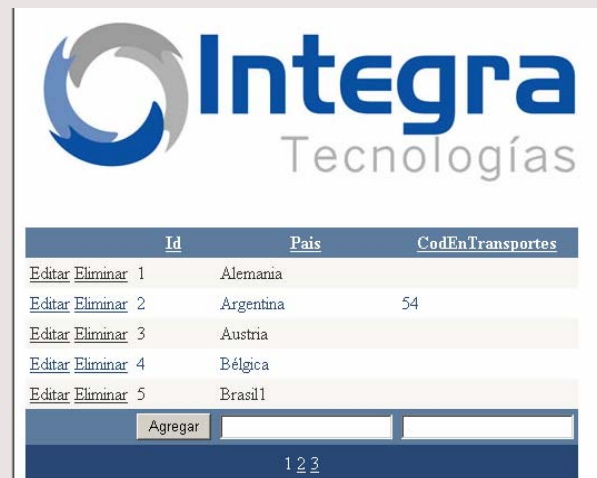 Integra
Tecnologías
Id Pais CodEnTransportes
Editar Eliminar 1 Alemania
Editar Eliminar 2 Argentina 54
Editar Eliminar 3 Austria
Editar Eliminar 4 Bélgica
Editar Eliminar 5 Brasil1
Agregar
1 2 3